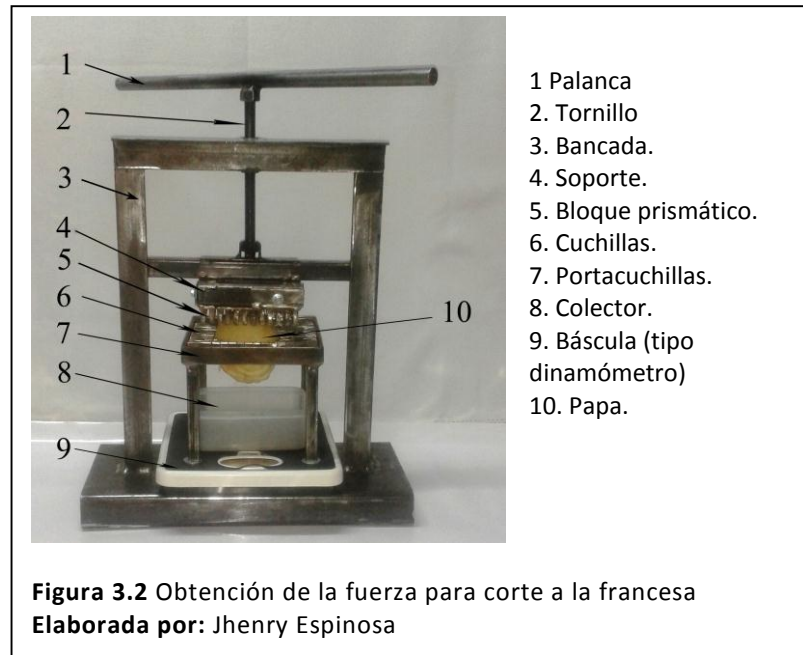 1
2
3
4
5
6
7
8
9
10
1 Palanca
2. Tornillo
3. Bancada.
4. Soporte.
5. Bloque prismático.
6. Cuchillas.
7. Portacuchillas.
8. Colector.
9. Báscula (tipo
dinamómetro)
10. Papa.
Figura 3.2 Obtención de la fuerza para corte a la francesa
Elaborada por: Jhenry Espinosa